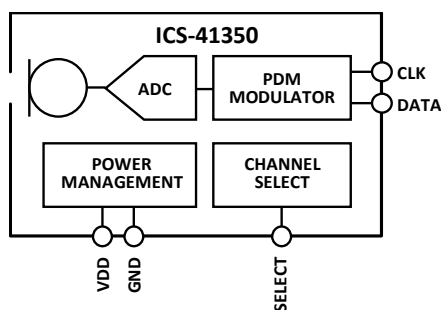 ICS-41350
ADC
PDM
MODULATOR
CLK
DATA
POWER
MANAGEMENT
CHANNEL
SELECT
VDD
GND
SELECT